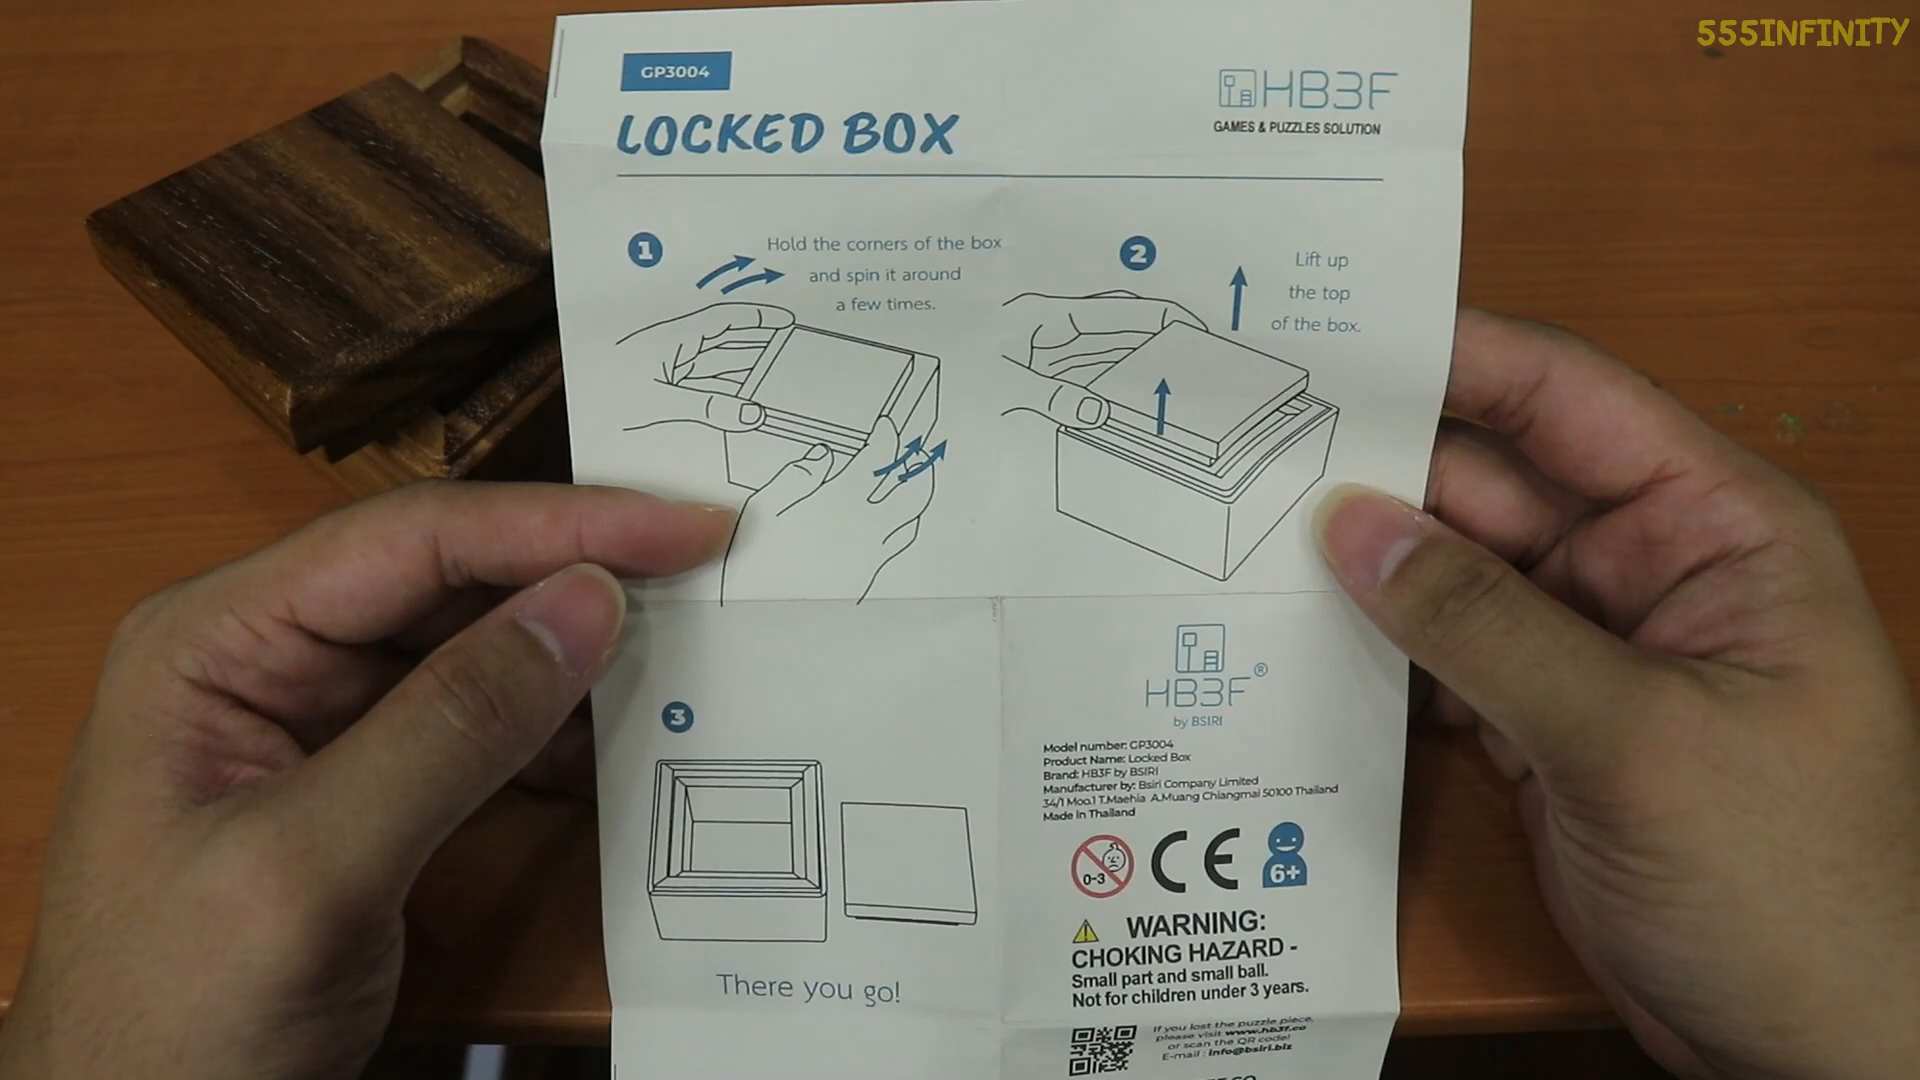 555INFINITY
GP3004
LOCKED BOX
HB3F
GAMES & PUZZLES SOLUTION
1
Hold the corners of the box
and spin it around
a few times.
2
Lift up
the top
of the box.
3
There you go!
HB3F®
by BSIRI
Model number: GP3004
Product Name: Locked Box
Brand: HB3F by BSIRI
Manufacturer by: Bsiri Company Limited
34/1 Moo.1 T.Maehia A.Muang Chiangmai 50100 Thailand
Made in Thailand
0-3
CE
6+
WARNING:
CHOKING HAZARD -
Small part and small ball.
Not for children under 3 years.
If you lost the puzzle piece,
please visit www.hb3f.co
or scan the QR code!
E-mail : info@bsiri.biz